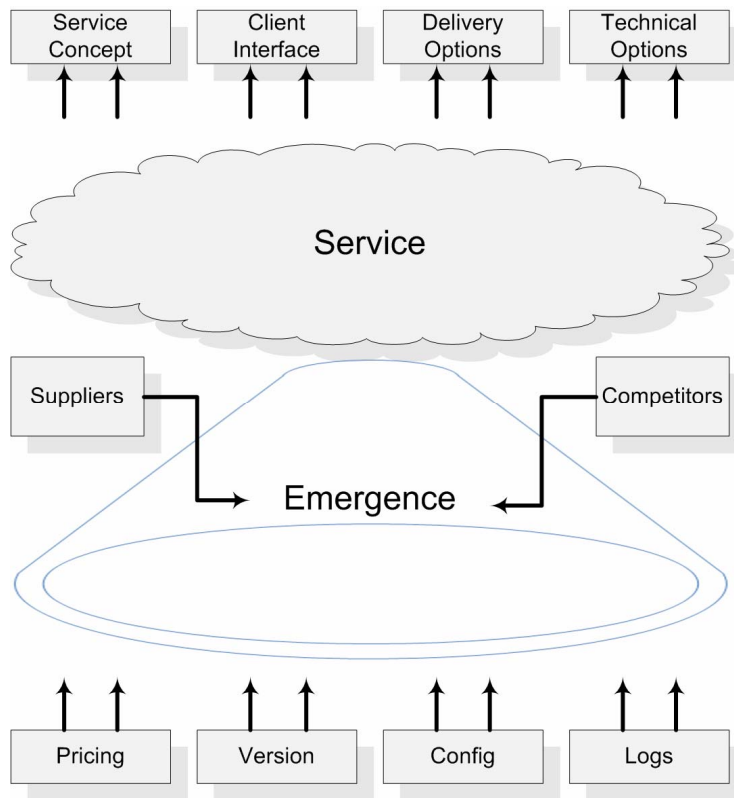 Service
Concept
Client
Interface
Delivery
Options
Technical
Options
Service
Suppliers
Competitors
Emergence
Pricing
Version
Config
Logs